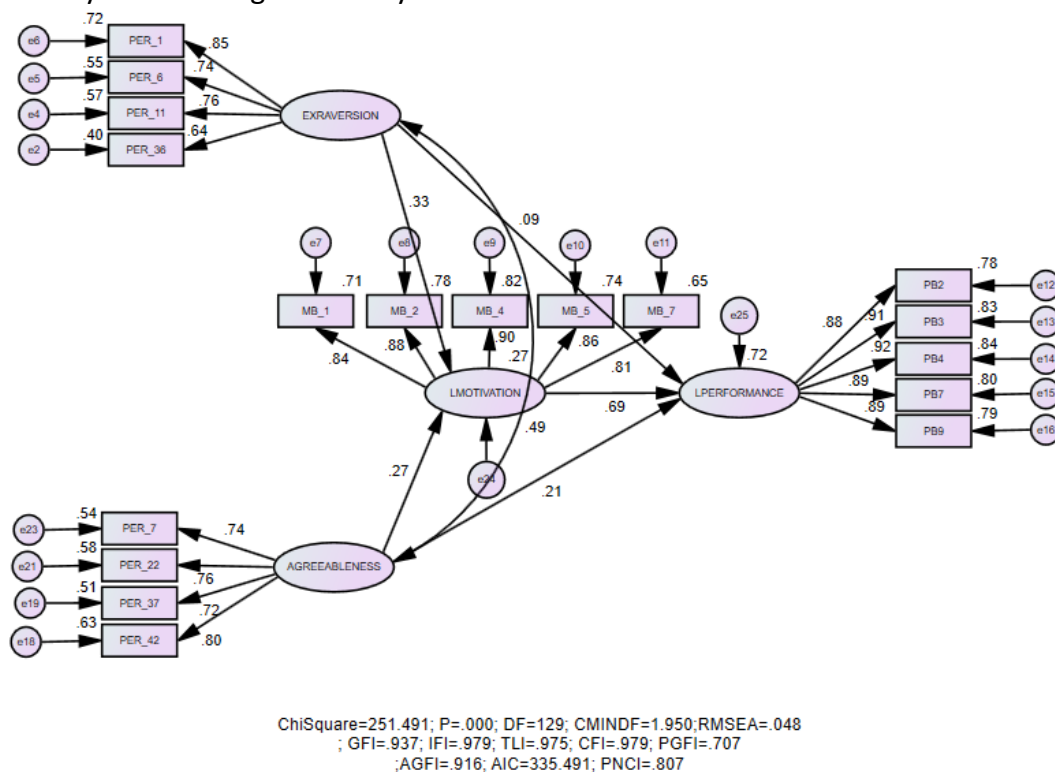 .72
e6
PER_1
.85
.55
e5
PER_6
.74
.57
e4
PER_11
.76
EXRAVERSION
.40
e2
PER_36
.64
.33
.09
e7
e8
e9
e10
e11
.71
.78
.82
.74
.65
MB_1
MB_2
MB_4
MB_5
MB_7
.84
.88
.90
.27
.86
.81
e25
.72
LMOTIVATION
.69
LPERFORMANCE
.49
e24
.27
.21
.78
PB2
e12
.88
.83
PB3
e13
.91
.84
PB4
e14
.92
.80
PB7
e15
.89
.79
PB9
e16
.89
.54
e23
PER_7
.74
.58
e21
PER_22
.76
AGREEABLENESS
.51
e19
PER_37
.72
.63
e18
PER_42
.80
ChiSquare=251.491; P=.000; DF=129; CMINDF=1.950;RMSEA=.048
; GFI=.937; IFI=.979; TLI=.975; CFI=.979; PGFI=.707
;AGFI=.916; AIC=335.491; PNCI=.807